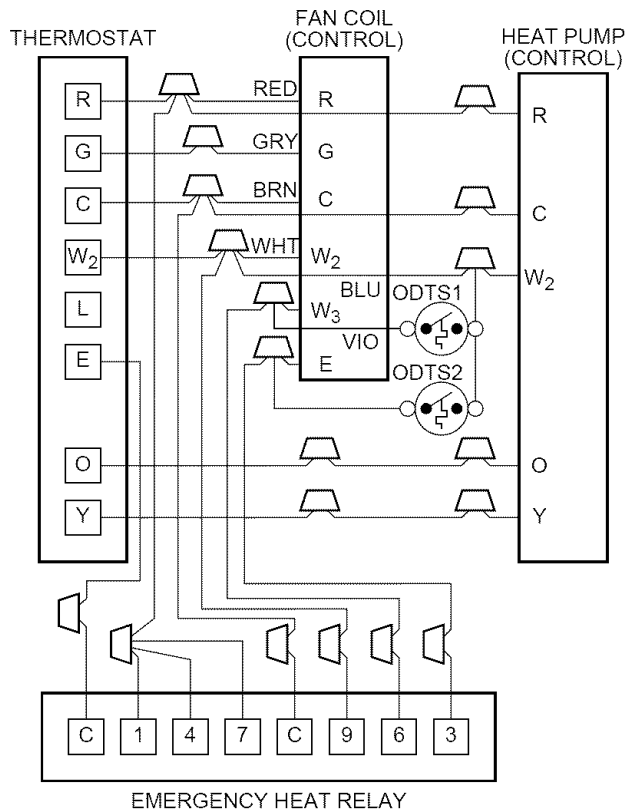 THERMOSTAT
FAN COIL
(CONTROL)
HEAT PUMP
(CONTROL)
R
RED
R
R
G
GRY
G
C
BRN
C
C
W2
WHT
W2
W2
BLU
ODTS1
L
W3
VIO
E
E
ODTS2
O
O
Y
Y
C
1
4
7
C
9
6
3
EMERGENCY HEAT RELAY